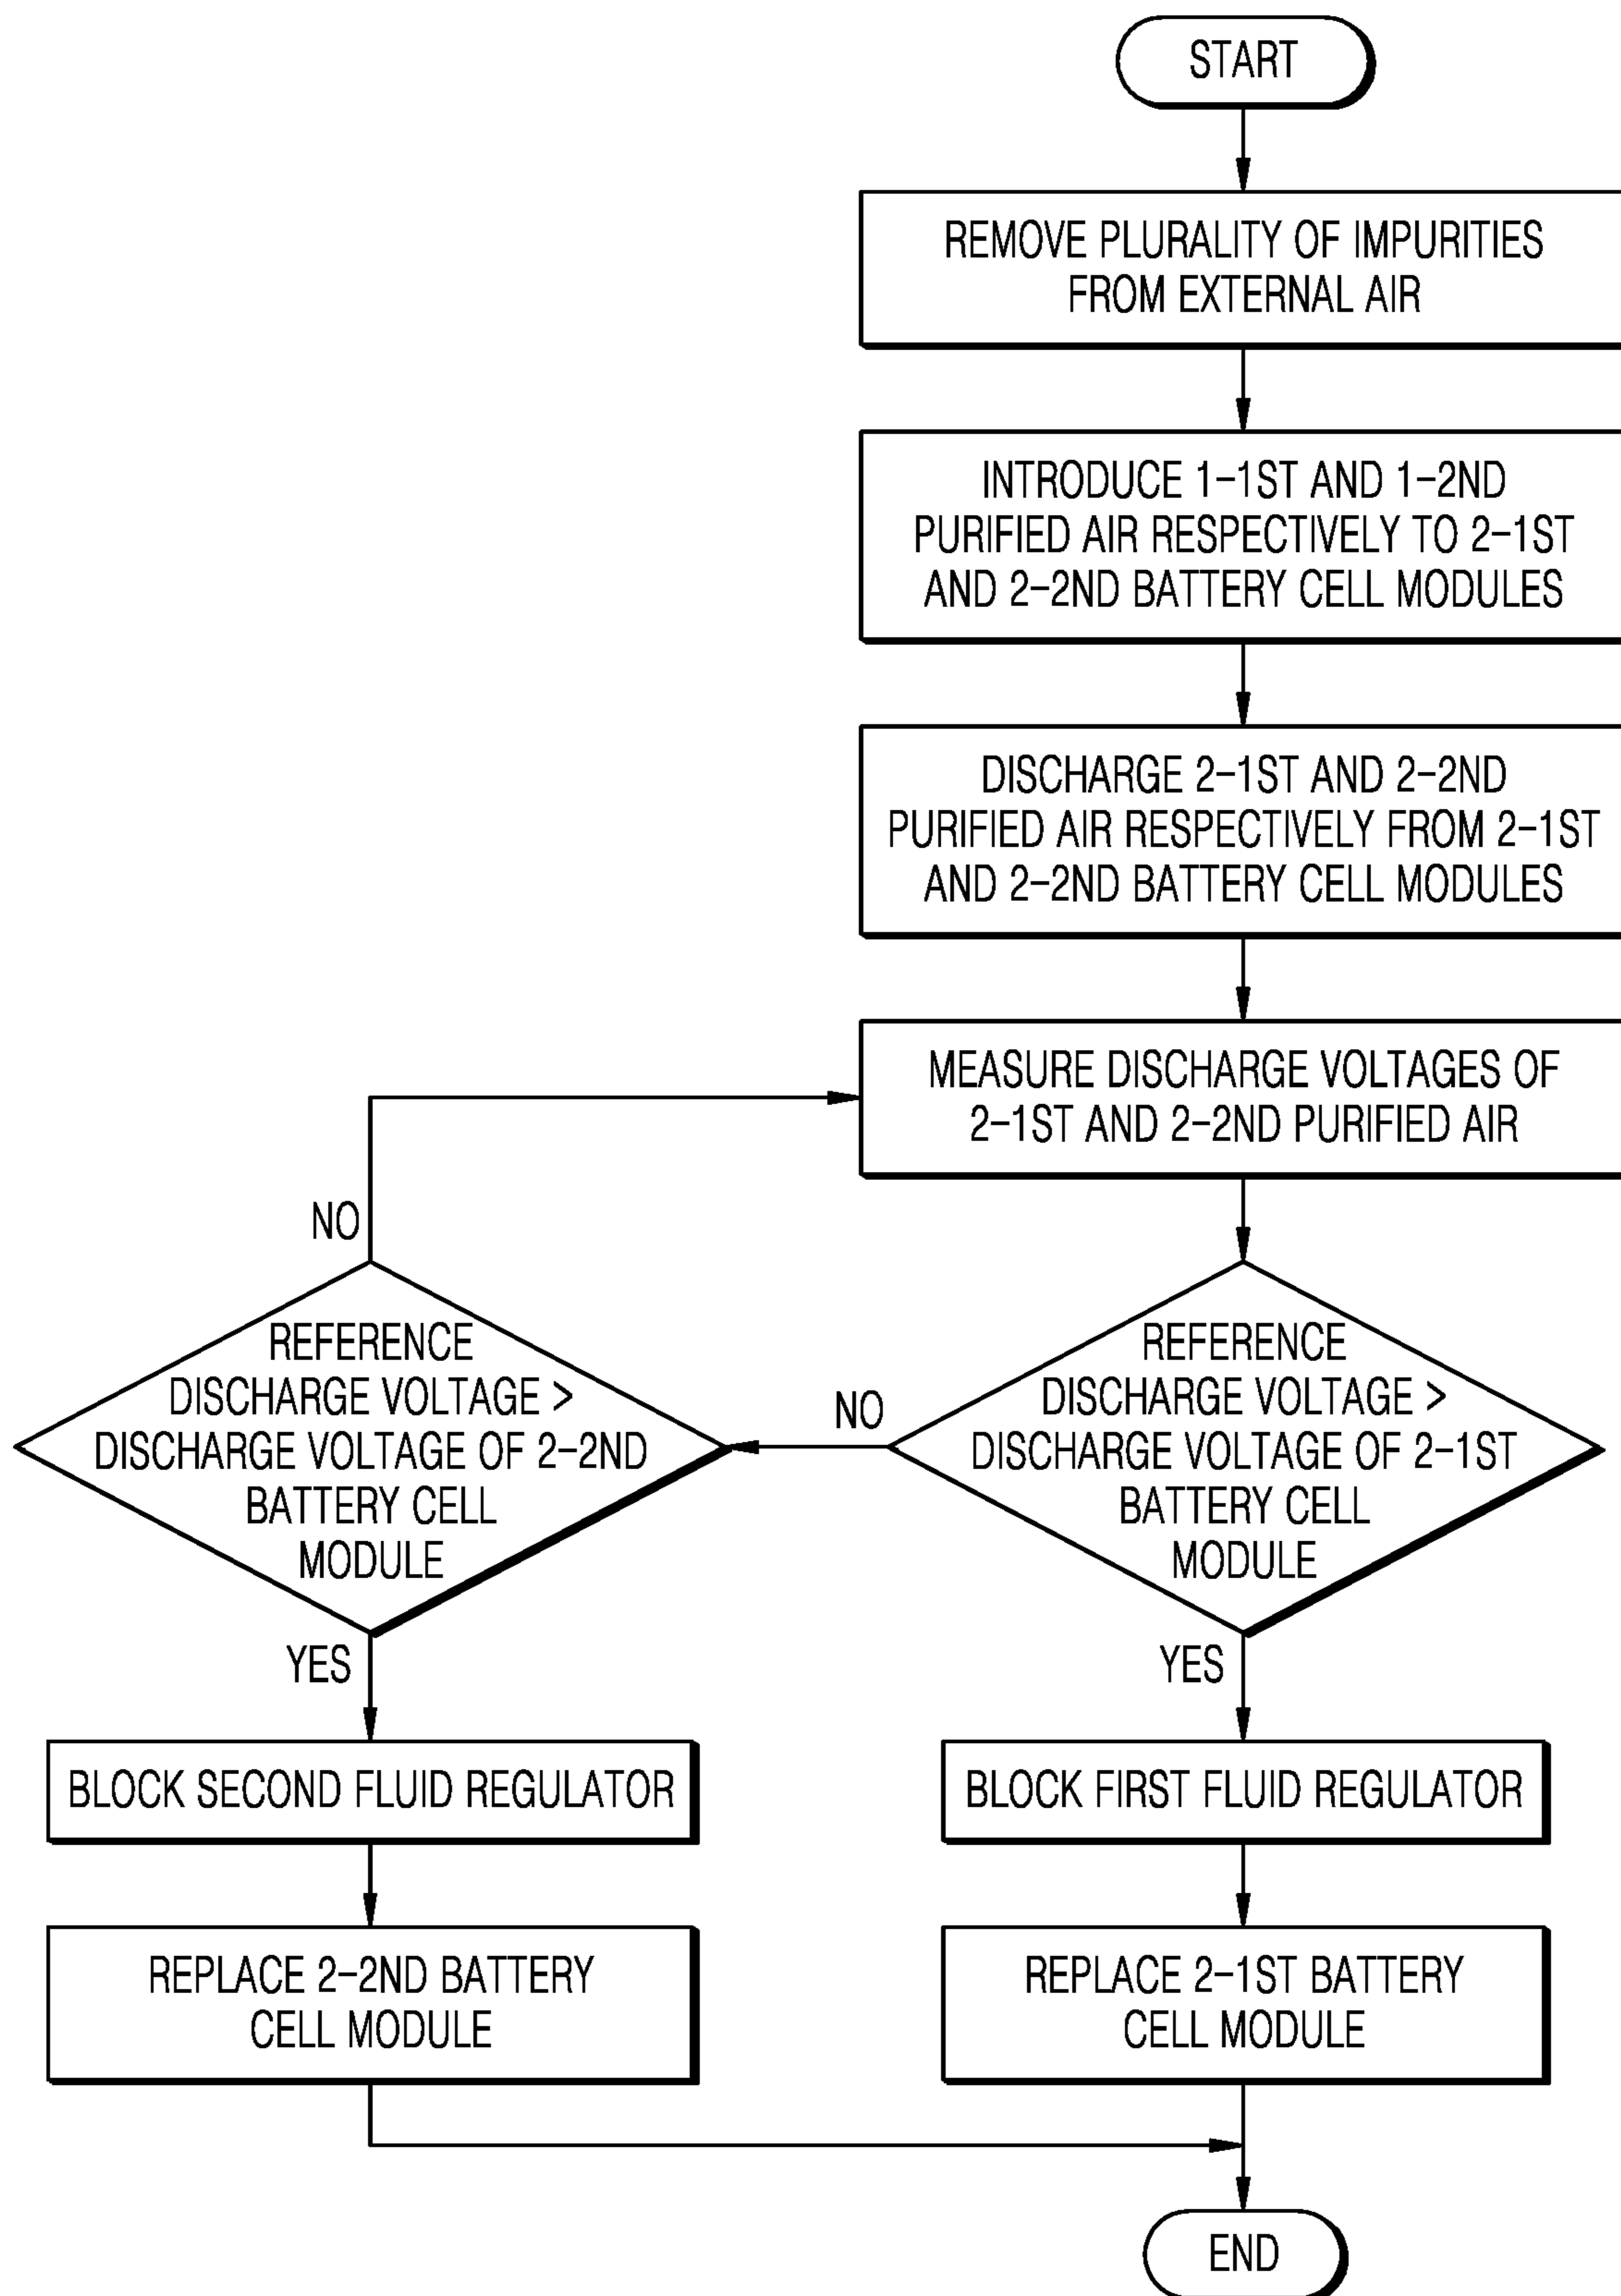 START
REMOVE PLURALITY OF IMPURITIES
FROM EXTERNAL AIR
INTRODUCE 1-1ST AND 1-2ND
PURIFIED AIR RESPECTIVELY TO 2-1ST
AND 2-2ND BATTERY CELL MODULES
DISCHARGE 2-1ST AND 2-2ND
PURIFIED AIR RESPECTIVELY FROM 2-1ST
AND 2-2ND BATTERY CELL MODULES
MEASURE DISCHARGE VOLTAGES OF
2-1ST AND 2-2ND PURIFIED AIR
NO
REFERENCE
DISCHARGE VOLTAGE >
DISCHARGE VOLTAGE OF 2-2ND
BATTERY CELL
MODULE
NO
REFERENCE
DISCHARGE VOLTAGE >
DISCHARGE VOLTAGE OF 2-1ST
BATTERY CELL
MODULE
YES
YES
BLOCK SECOND FLUID REGULATOR
BLOCK FIRST FLUID REGULATOR
REPLACE 2-2ND BATTERY
CELL MODULE
REPLACE 2-1ST BATTERY
CELL MODULE
END